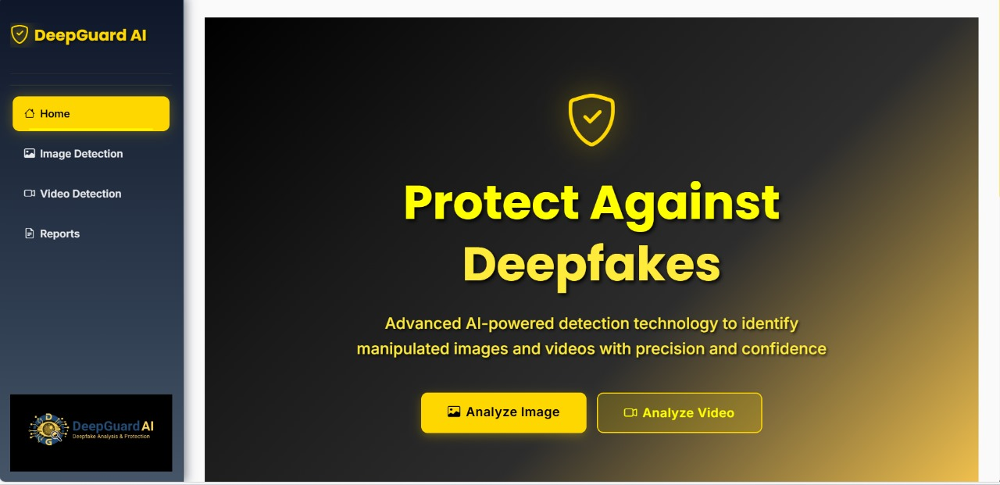 DeepGuard AI
Home
Image Detection
Video Detection
Reports
DeepGuard AI
Deepfake Analysis & Protection
D
G
Protect Against
Deepfakes
Advanced AI-powered detection technology to identify
manipulated images and videos with precision and confidence
Analyze Image
Analyze Video